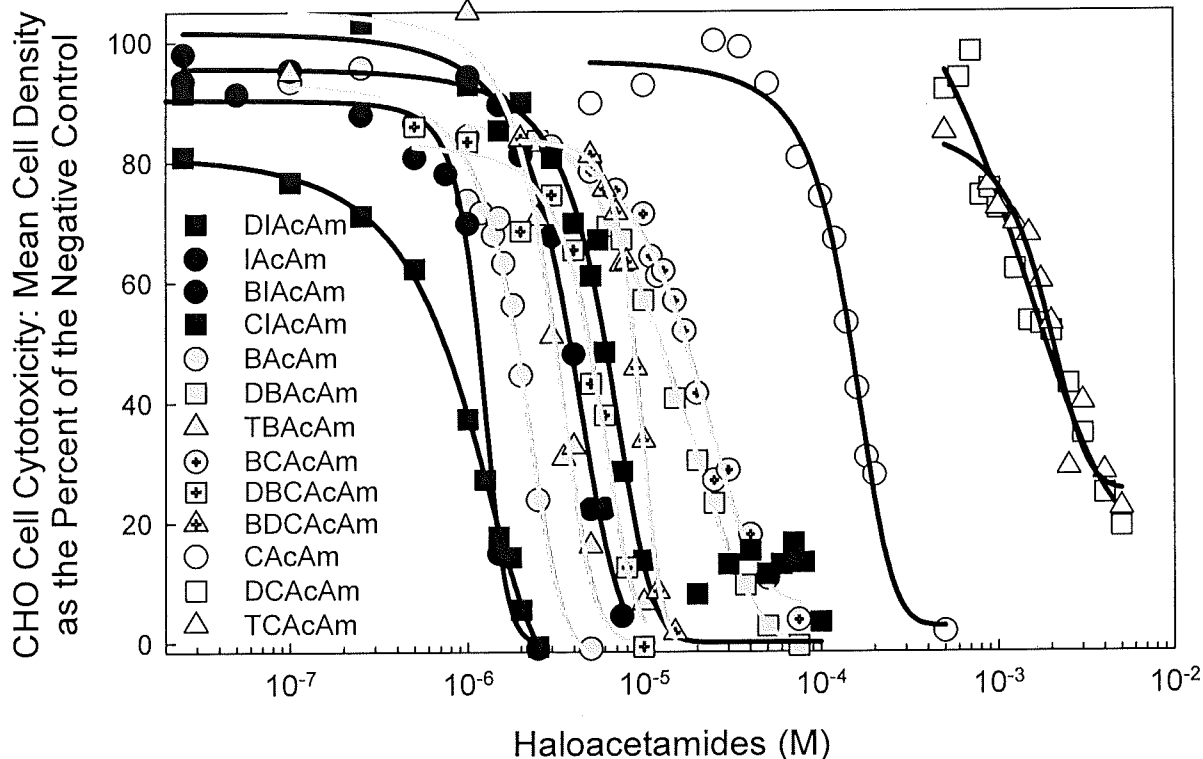 CHO Cell Cytotoxicity: Mean Cell Density
as the Percent of the Negative Control
100
80
60
40
20
0
DIAcAm
IAcAm
BIAcAm
CIAcAm
BAcAm
DBAcAm
TBAcAm
BCAcAm
DBCAcAm
BDCAcAm
CAcAm
DCAcAm
TCAcAm
10⁻⁷ 10⁻⁶ 10⁻⁵ 10⁻⁴ 10⁻³ 10⁻²
Haloacetamides (M)